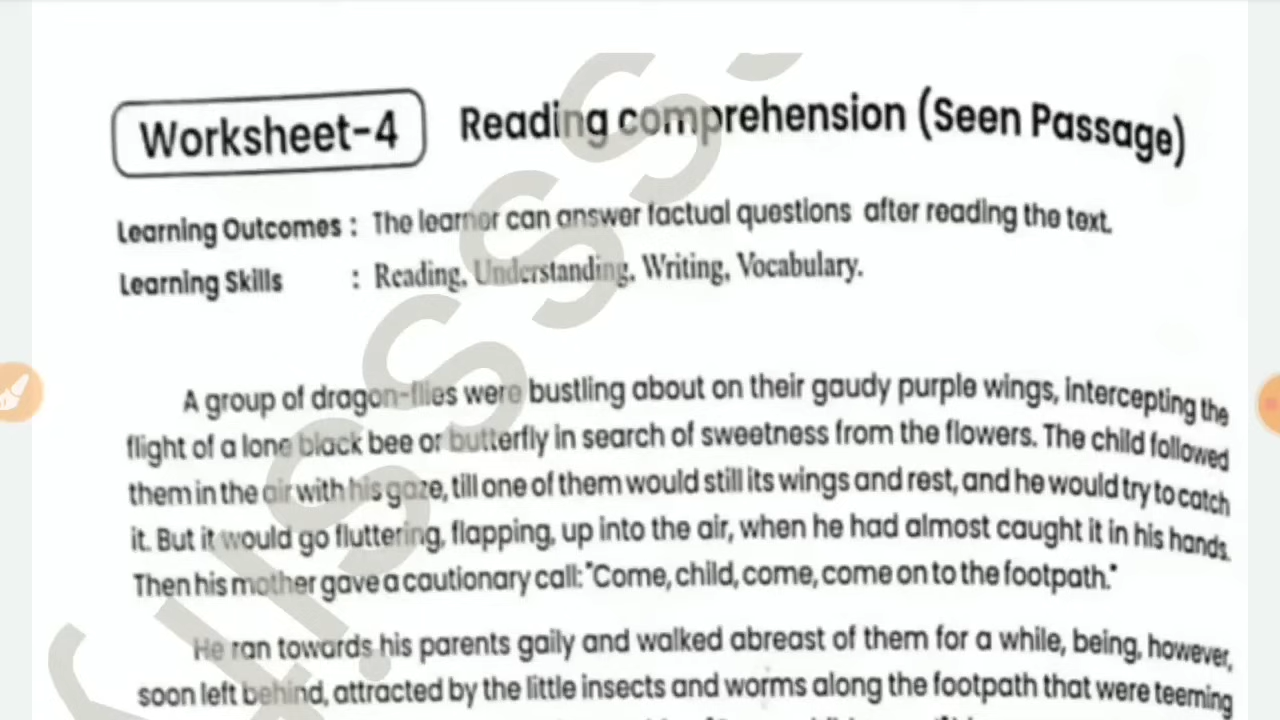 Worksheet-4 Reading comprehension (Seen Passage)
Learning Outcomes : The learner can answer factual questions after reading the text.
Learning Skills : Reading, Understanding, Writing, Vocabulary.
A group of dragon-flies were bustling about on their gaudy purple wings, intercepting the
flight of a lone black bee or butterfly in search of sweetness from the flowers. The child followed
them in the air with his gaze, till one of them would still its wings and rest, and he would try to catch
it. But it would go fluttering, flapping, up into the air, when he had almost caught it in his hands.
Then his mother gave a cautionary call: "Come, child, come, come on to the footpath."
He ran towards his parents gaily and walked abreast of them for a while, being, however,
soon left behind, attracted by the little insects and worms along the footpath that were teeming